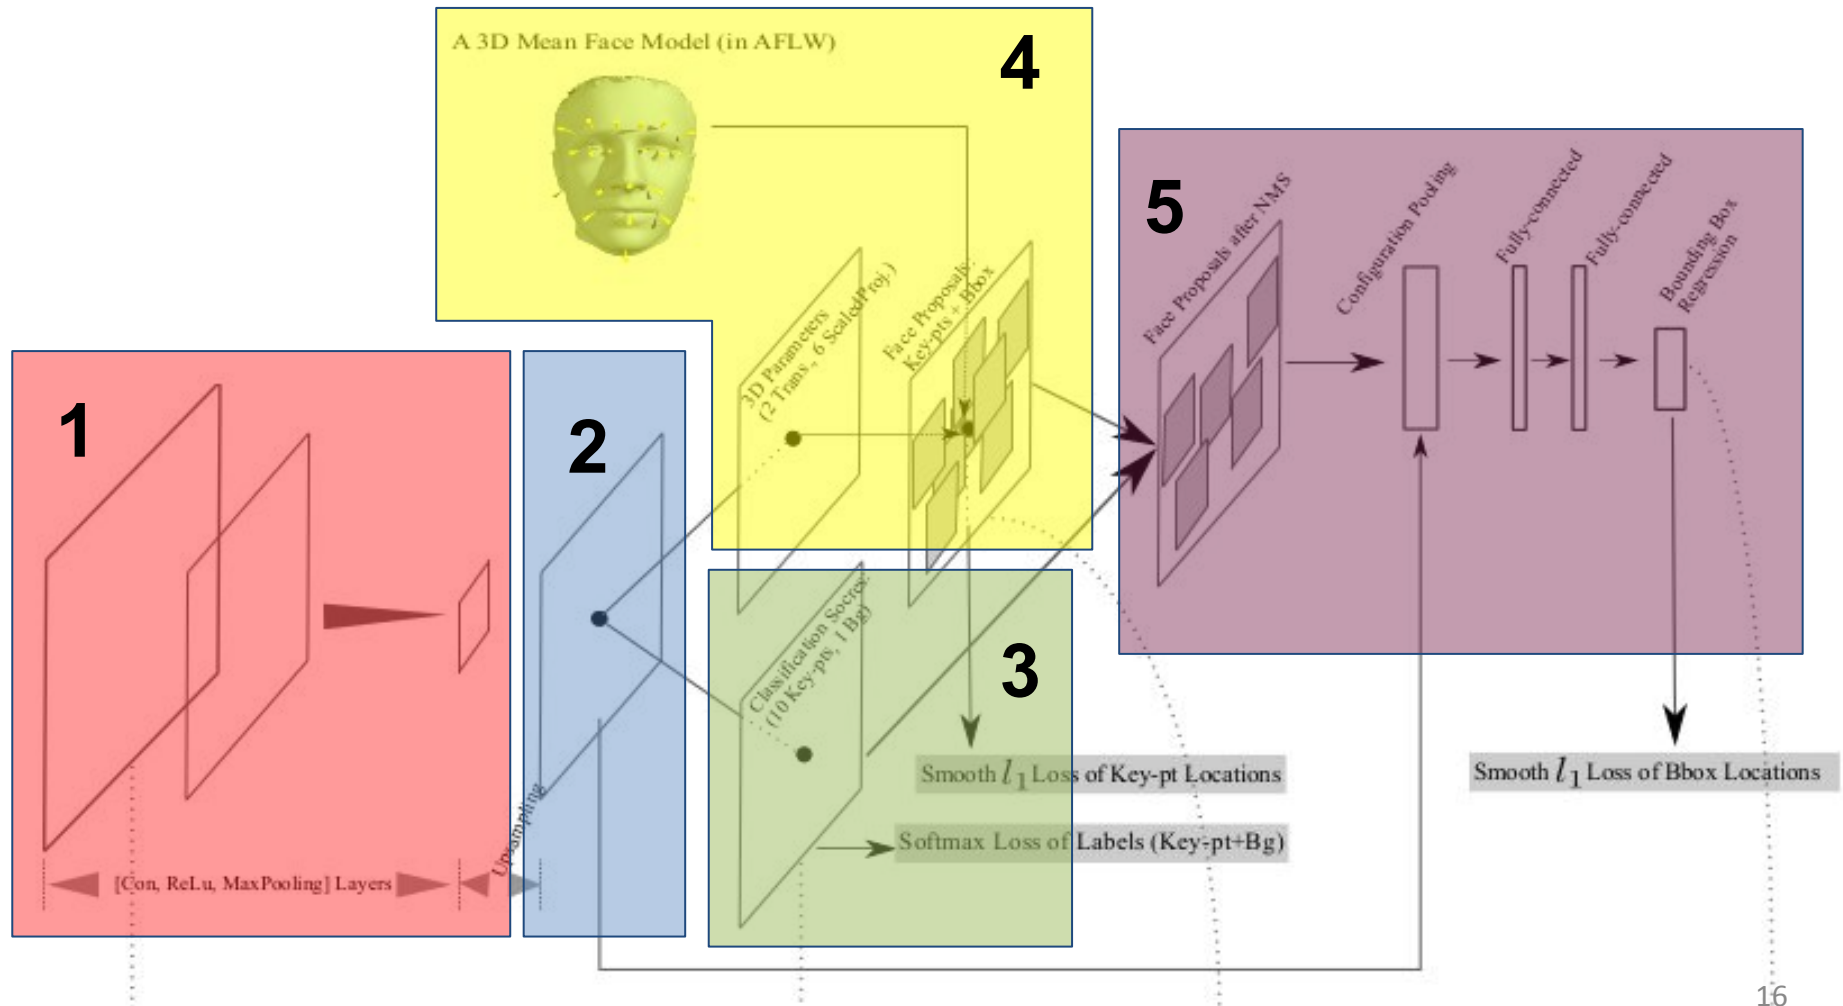 A 3D Mean Face Model (in AFLW)
4
1
2
3D Parameters
(2 Trans., 6 ScaledProj.)
Face Proposals:
Key-pts + Bbox
5
Face Proposals after NMS
Configuration Pooling
Fully-connected
Fully-connected
Bounding Box
Regression
3
Classification Socres:
(10 Key-pts, 1 Bg)
Upsampling
[Con, ReLu, MaxPooling] Layers
Smooth l1 Loss of Key-pt Locations
Softmax Loss of Labels (Key-pt+Bg)
Smooth l1 Loss of Bbox Locations
16